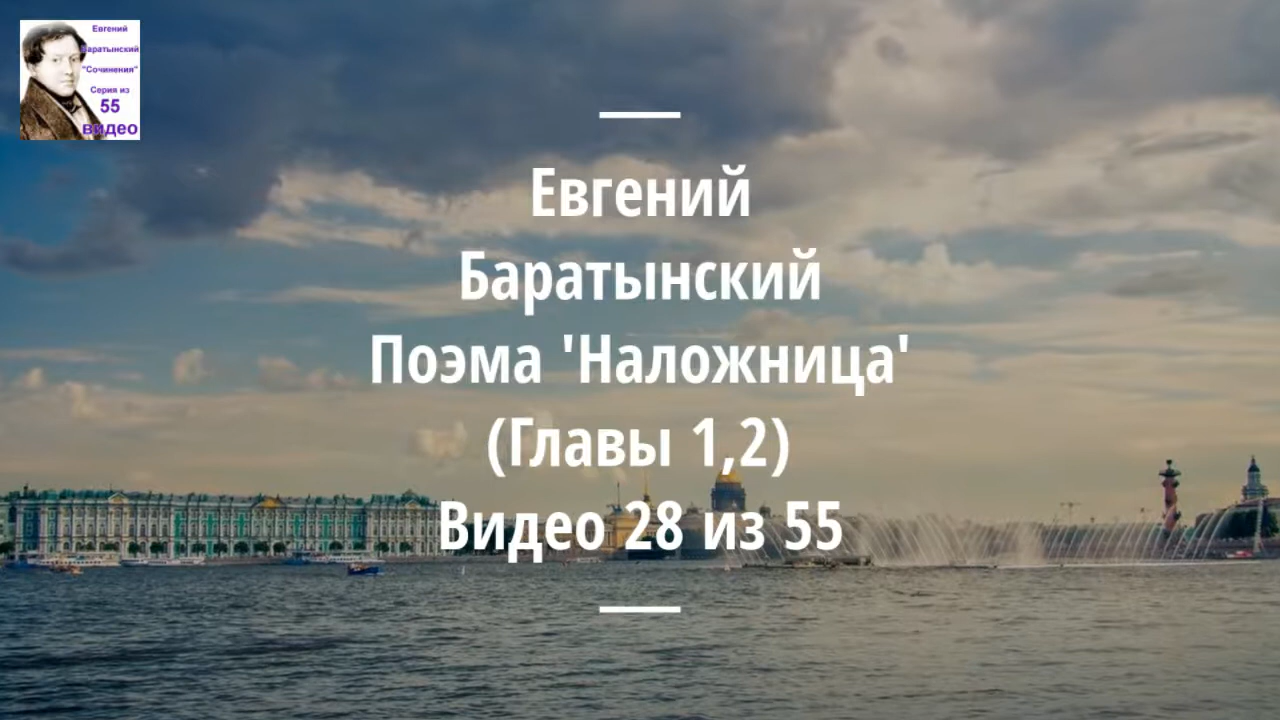 Евгений
Баратынский
"Сочинения"
Серия из
55
видео
Евгений
Баратынский
Поэма 'Наложница'
(Главы 1,2)
Видео 28 из 55